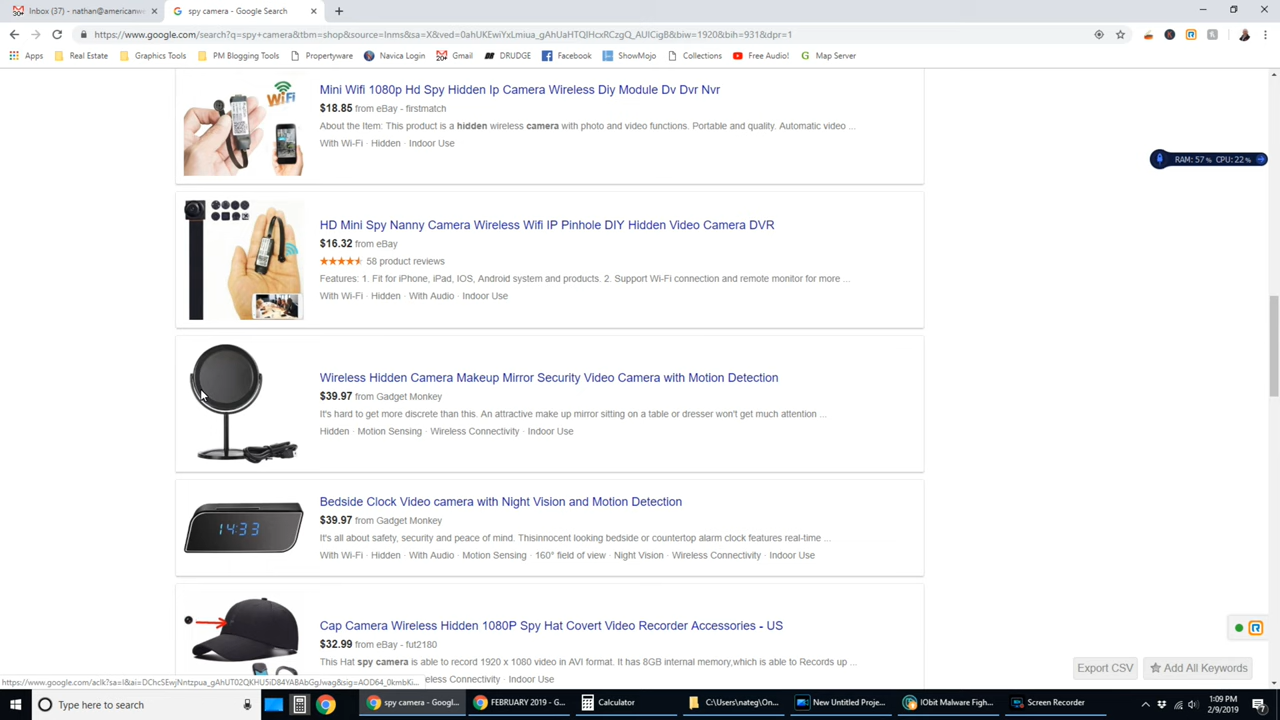 Inbox (37) - nathan@americanwe
spy camera - Google Search
https://www.google.com/search?q=spy+camera&tbm=shop&source=lnms&sa=X&ved=0ahUKEwiYxLmiua_gAhUaHTQIHcxRCzgQ_AUICigB&biw=1920&bih=931&dpr=1
Apps
Real Estate
Graphics Tools
PM Blogging Tools
Propertyware
Navica Login
Gmail
DRUDGE
Facebook
ShowMojo
Collections
Free Audio!
Map Server
WiFi
Mini Wifi 1080p Hd Spy Hidden Ip Camera Wireless Diy Module Dv Dvr Nvr
$18.85 from eBay - firstmatch
About the Item: This product is a hidden wireless camera with photo and video functions. Portable and quality. Automatic video ...
With Wi-Fi · Hidden · Indoor Use
RAM: 57% CPU: 22%
HD Mini Spy Nanny Camera Wireless Wifi IP Pinhole DIY Hidden Video Camera DVR
$16.32 from eBay
58 product reviews
Features: 1. Fit for iPhone, iPad, IOS, Android system and products. 2. Support Wi-Fi connection and remote monitor for more ...
With Wi-Fi · Hidden · With Audio · Indoor Use
Wireless Hidden Camera Makeup Mirror Security Video Camera with Motion Detection
$39.97 from Gadget Monkey
It's hard to get more discrete than this. An attractive make up mirror sitting on a table or dresser won't get much attention ...
Hidden · Motion Sensing · Wireless Connectivity · Indoor Use
14:33
Bedside Clock Video camera with Night Vision and Motion Detection
$39.97 from Gadget Monkey
It's all about safety, security and peace of mind. Thisinnocent looking bedside or countertop alarm clock features real-time ...
With Wi-Fi · Hidden · With Audio · Motion Sensing · 160° field of view · Night Vision · Wireless Connectivity · Indoor Use
Cap Camera Wireless Hidden 1080P Spy Hat Covert Video Recorder Accessories - US
$32.99 from eBay - fut2180
This Hat spy camera is able to record 1920 x 1080 video in AVI format. It has 8GB internal memory,which is able to Records up ...
eless Connectivity · Indoor Use
Export CSV
Add All Keywords
Type here to search
spy camera - Googl...
FEBRUARY 2019 - G...
Calculator
C:\Users\nateg\On...
New Untitled Proje...
IObit Malware Figh...
Screen Recorder
1:09 PM
2/9/2019